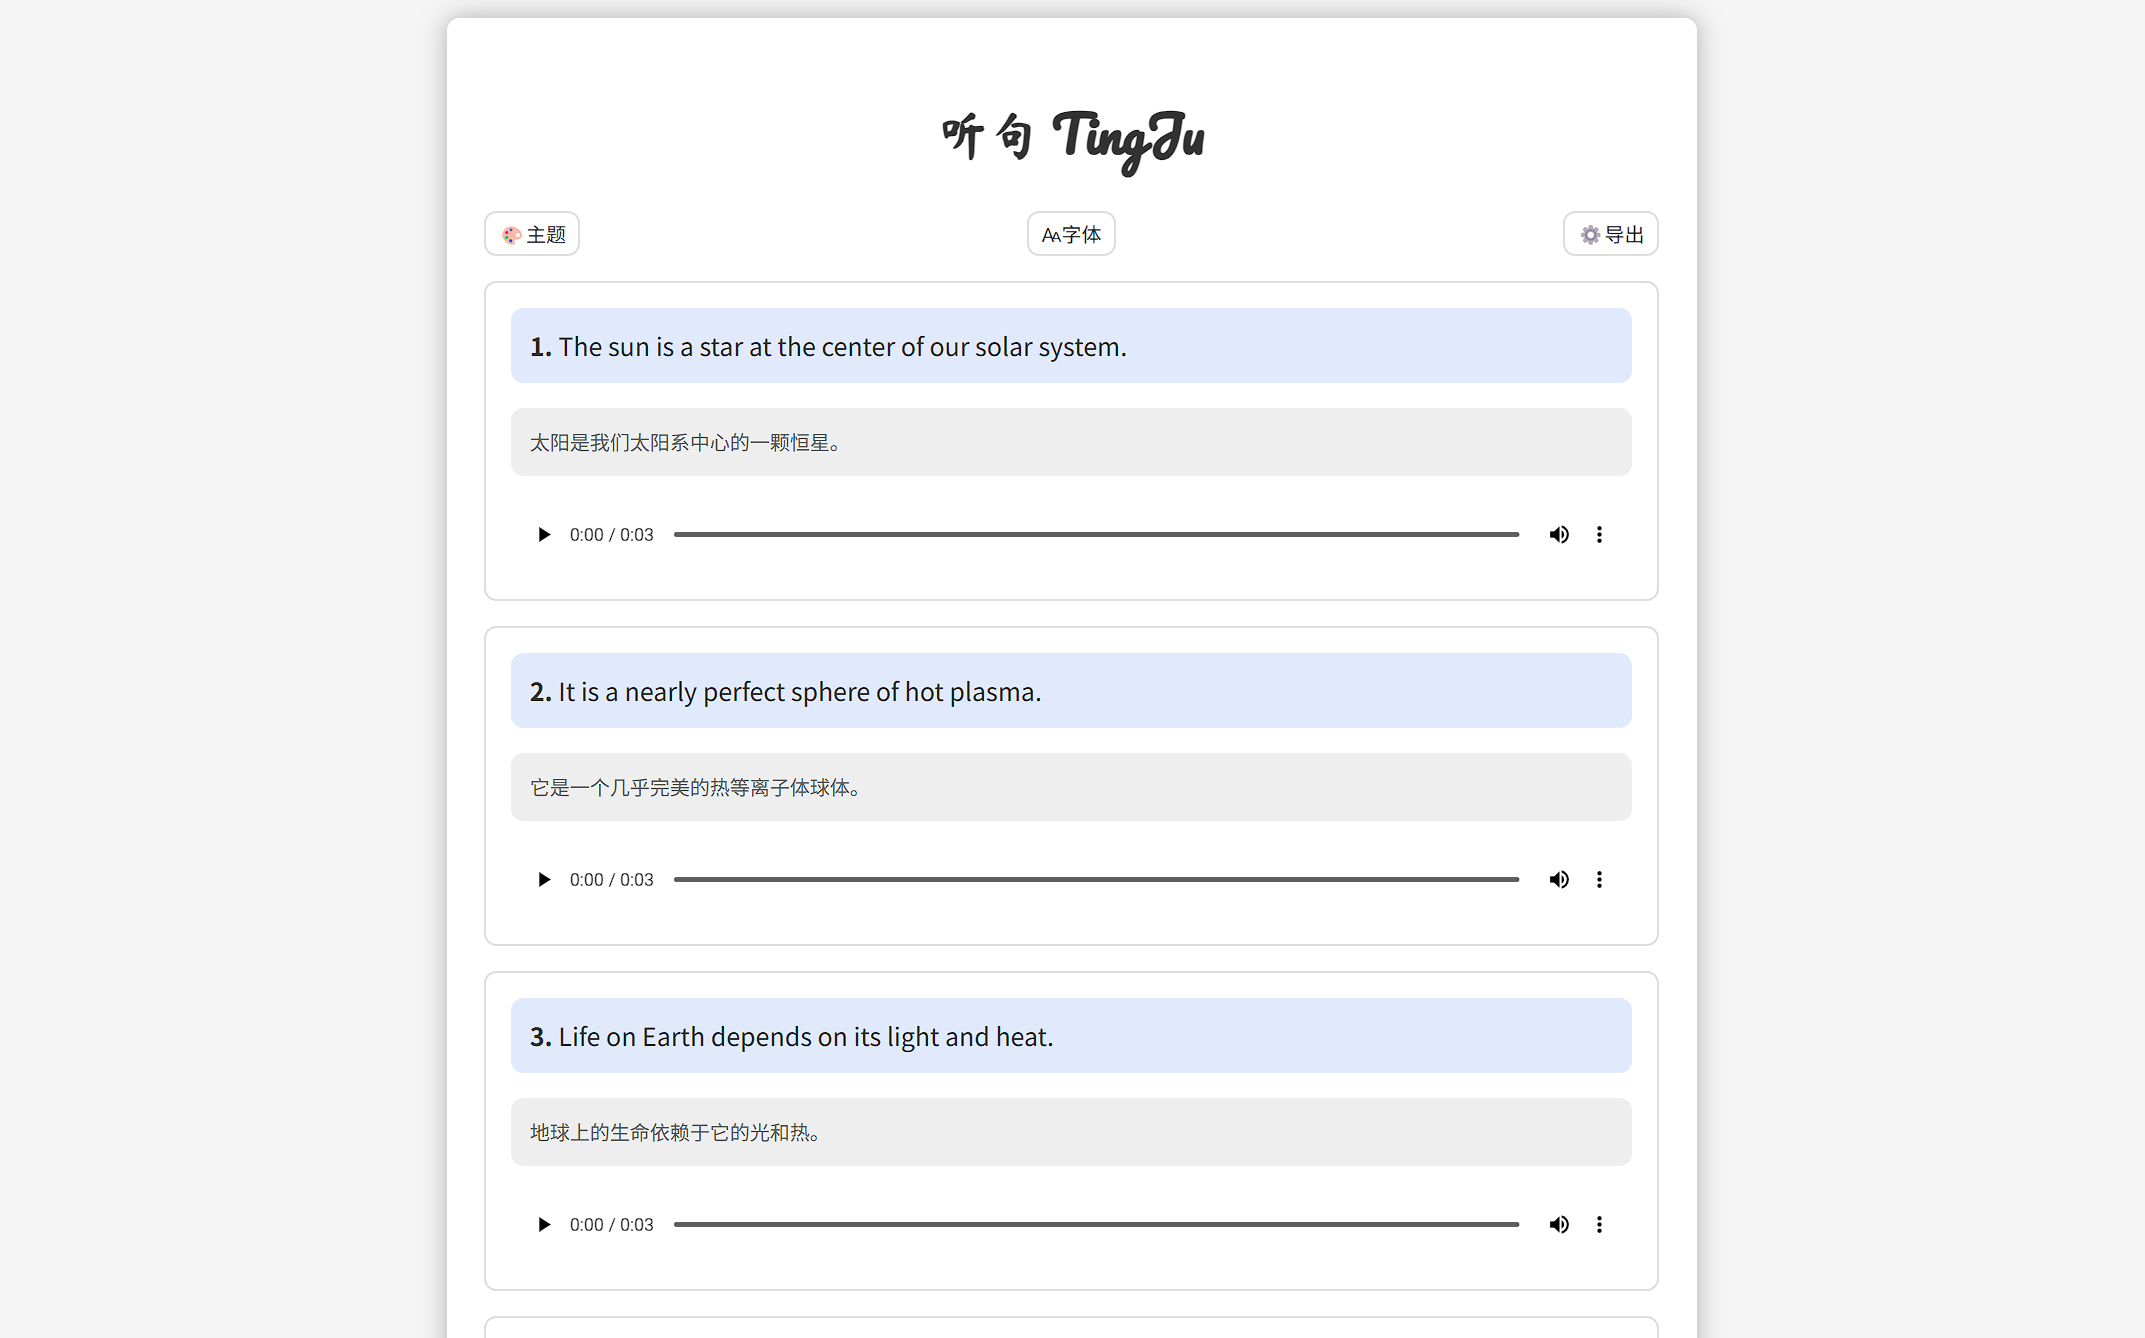 听句 TingJu
主题
AA字体
导出
1. The sun is a star at the center of our solar system.
太阳是我们太阳系中心的一颗恒星。
0:00 / 0:03
2. It is a nearly perfect sphere of hot plasma.
它是一个几乎完美的热等离子体球体。
0:00 / 0:03
3. Life on Earth depends on its light and heat.
地球上的生命依赖于它的光和热。
0:00 / 0:03